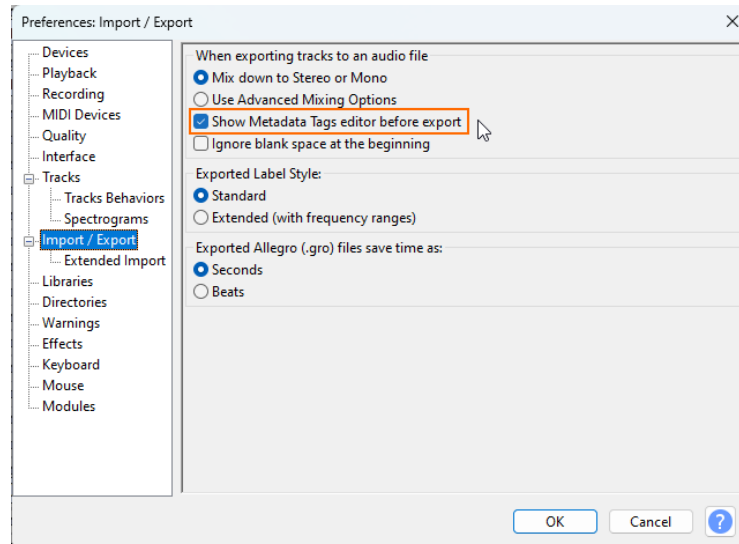 Preferences: Import / Export
Devices
Playback
Recording
MIDI Devices
Quality
Interface
Tracks
Tracks Behaviors
Spectrograms
Import / Export
Extended Import
Libraries
Directories
Warnings
Effects
Keyboard
Mouse
Modules
When exporting tracks to an audio file
Mix down to Stereo or Mono
Use Advanced Mixing Options
Show Metadata Tags editor before export
Ignore blank space at the beginning
Exported Label Style:
Standard
Extended (with frequency ranges)
Exported Allegro (.gro) files save time as:
Seconds
Beats
OK
Cancel
?